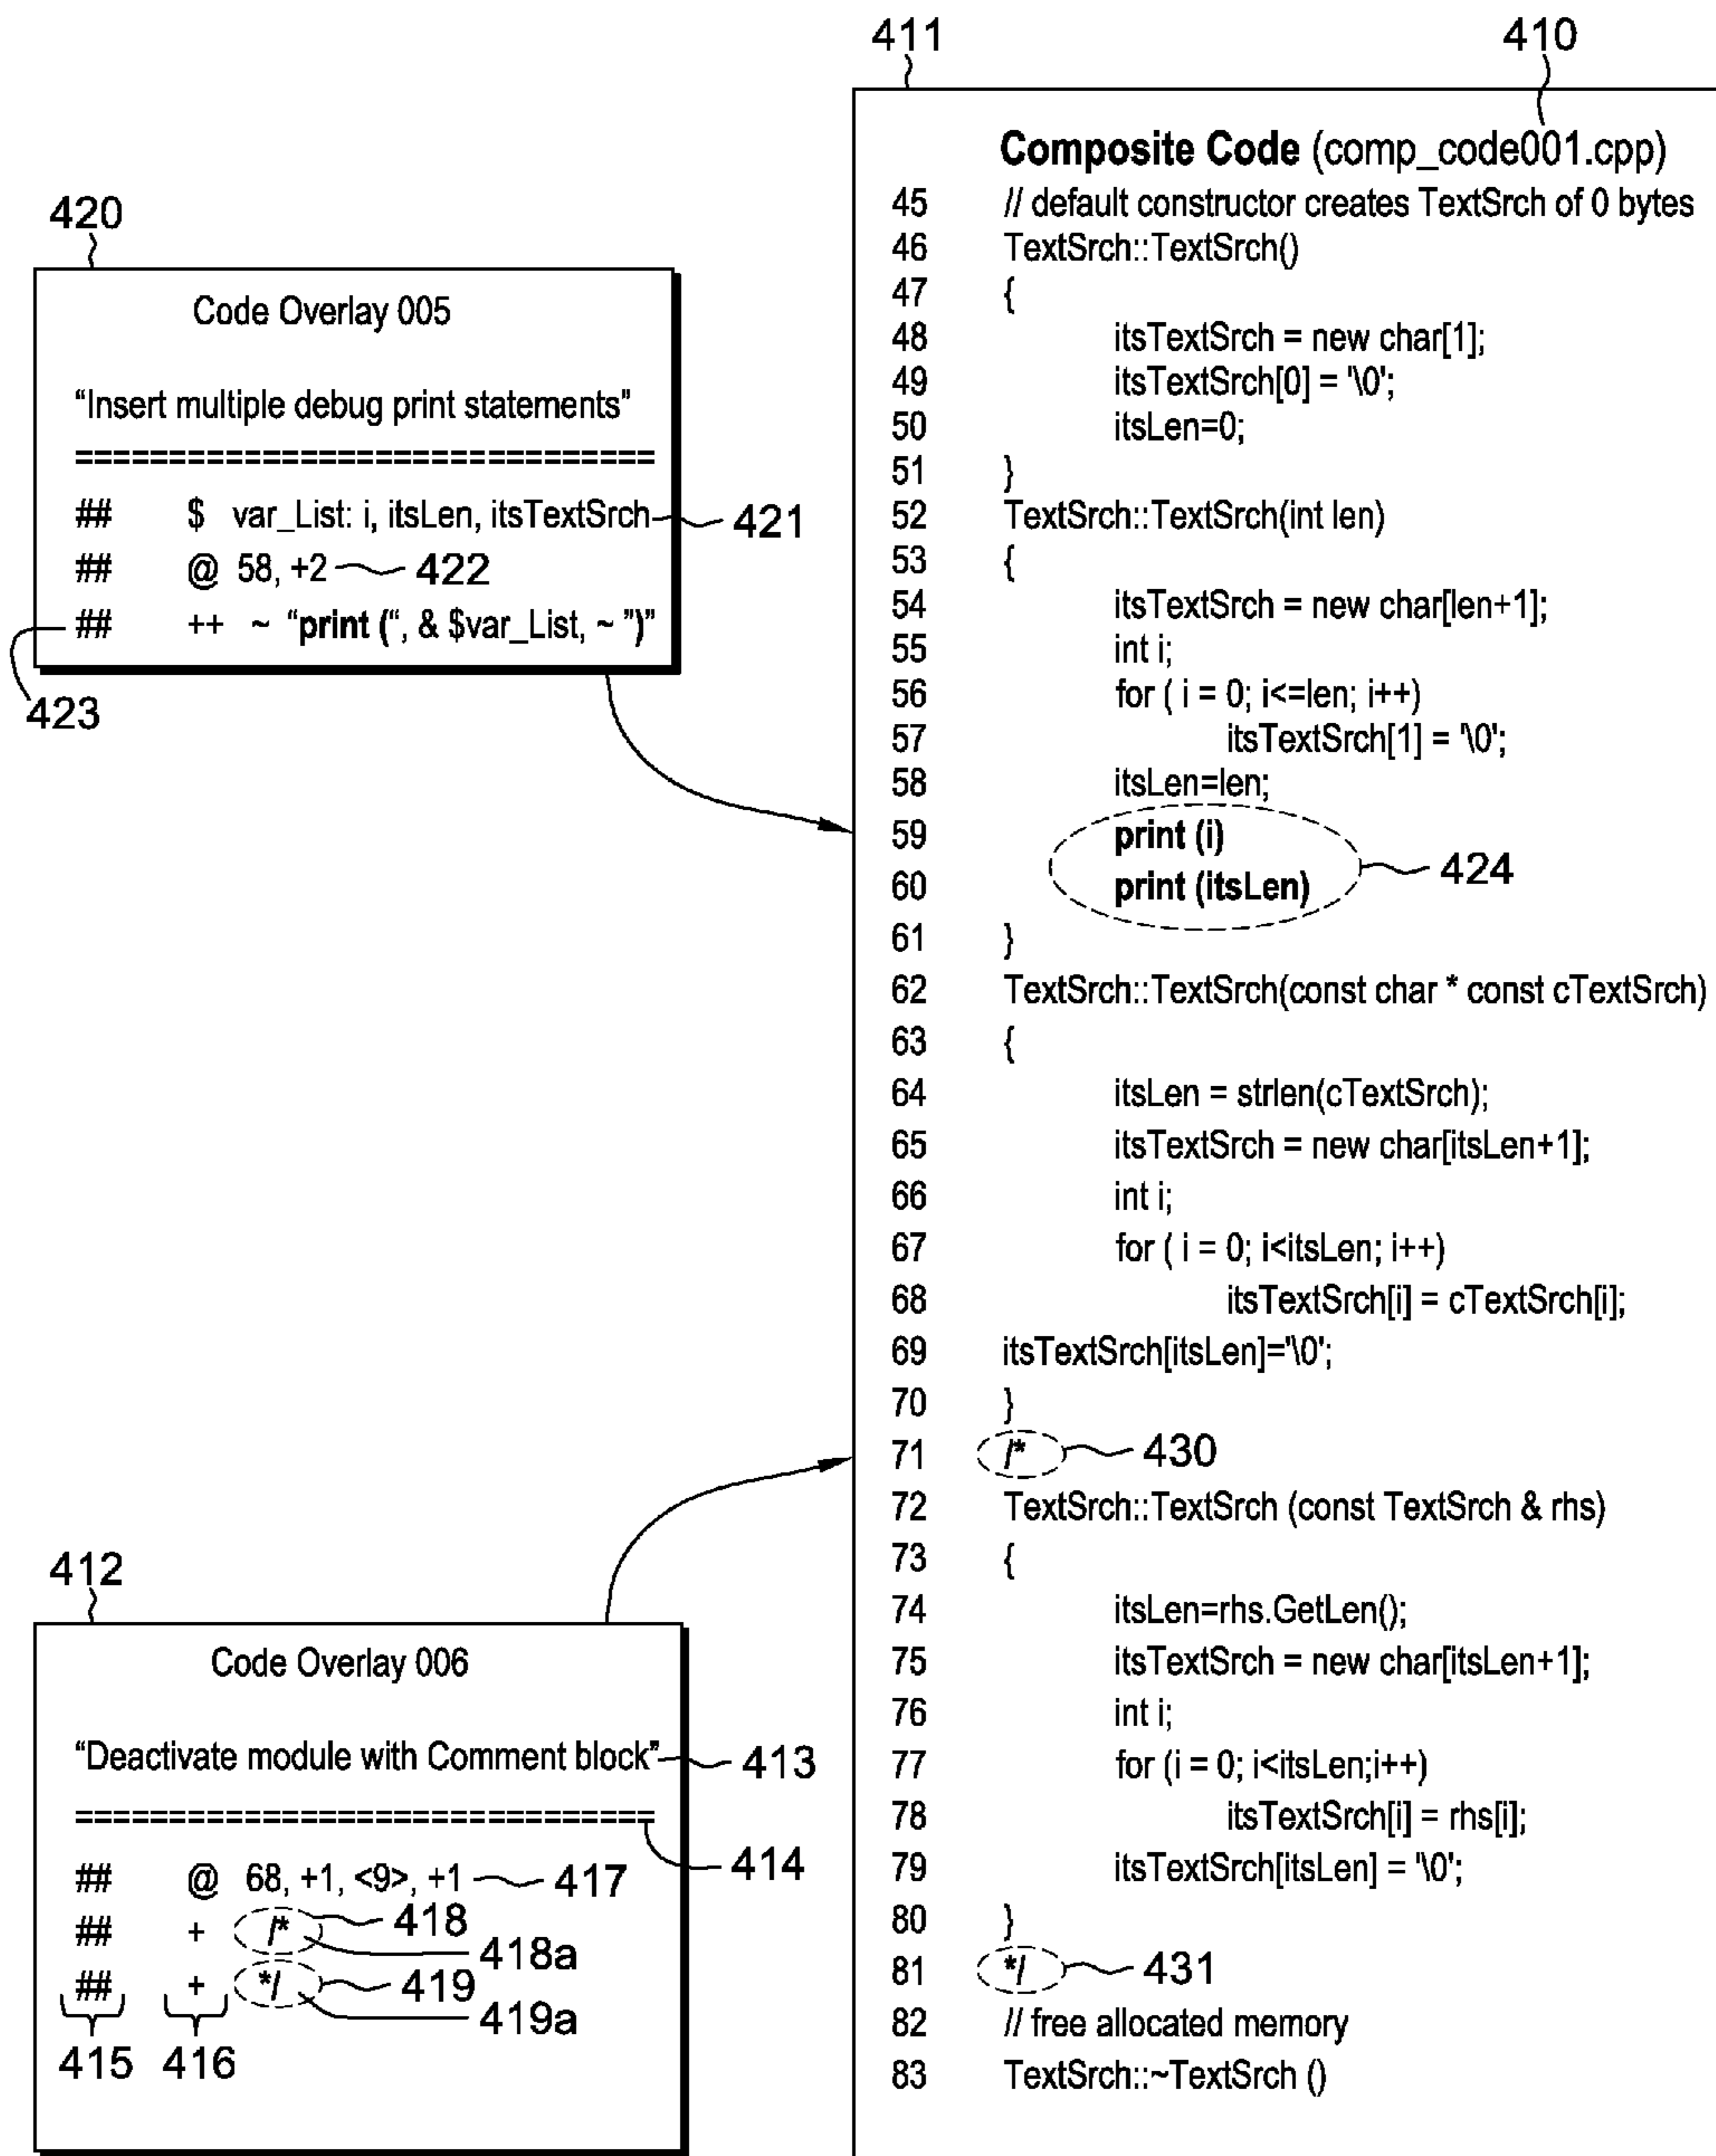 420
Code Overlay 005
“Insert multiple debug print statements”
===============================
## $ var_List: i, itsLen, itsTextSrch 421
## @ 58, +2 422
## ++ ~ “print (“, & $var_List, ~ ”)”
423
412
Code Overlay 006
“Deactivate module with Comment block” 413
===============================
414
## @ 68, +1, <9>, +1 417
## + /* 418
418a
## + */ 419
419a
415 416
411 410
Composite Code (comp_code001.cpp)
45 // default constructor creates TextSrch of 0 bytes
46 TextSrch::TextSrch()
47 {
48 itsTextSrch = new char[1];
49 itsTextSrch[0] = '\0';
50 itsLen=0;
51 }
52 TextSrch::TextSrch(int len)
53 {
54 itsTextSrch = new char[len+1];
55 int i;
56 for ( i = 0; i<=len; i++)
57 itsTextSrch[1] = '\0';
58 itsLen=len;
59 print (i)
424
60 print (itsLen)
61 }
62 TextSrch::TextSrch(const char * const cTextSrch)
63 {
64 itsLen = strlen(cTextSrch);
65 itsTextSrch = new char[itsLen+1];
66 int i;
67 for ( i = 0; i<itsLen; i++)
68 itsTextSrch[i] = cTextSrch[i];
69 itsTextSrch[itsLen]='\0';
70 }
71 /* 430
72 TextSrch::TextSrch (const TextSrch & rhs)
73 {
74 itsLen=rhs.GetLen();
75 itsTextSrch = new char[itsLen+1];
76 int i;
77 for (i = 0; i<itsLen;i++)
78 itsTextSrch[i] = rhs[i];
79 itsTextSrch[itsLen] = '\0';
80 }
81 */ 431
82 // free allocated memory
83 TextSrch::~TextSrch ()